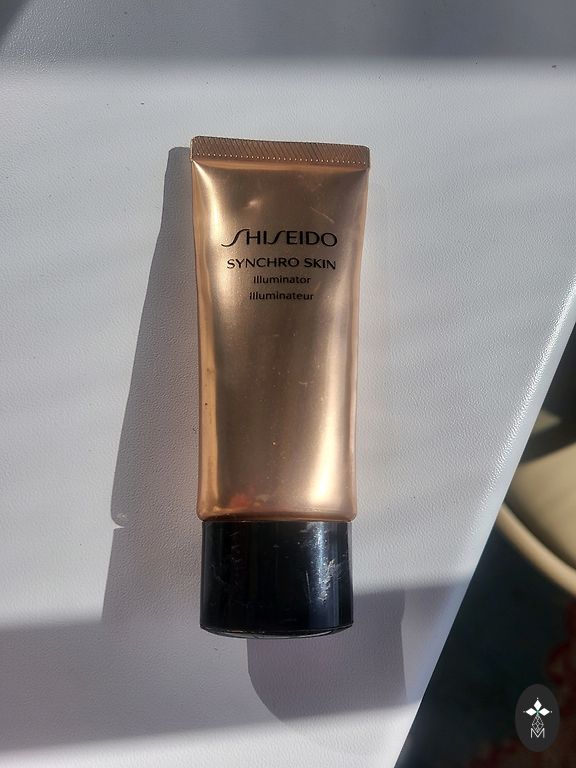 SHISEIDO
SYNCHRO SKIN
Illuminator
Illuminateur
M